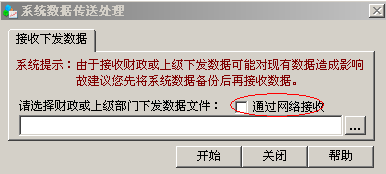 系统数据传送处理
接收下发数据
系统提示：由于接收财政或上级下发数据可能对现有数据造成影响
故建议您先将系统数据备份后再接收数据。
请选择财政或上级部门下发数据文件： 通过网络接收
...
开始 关闭 帮助